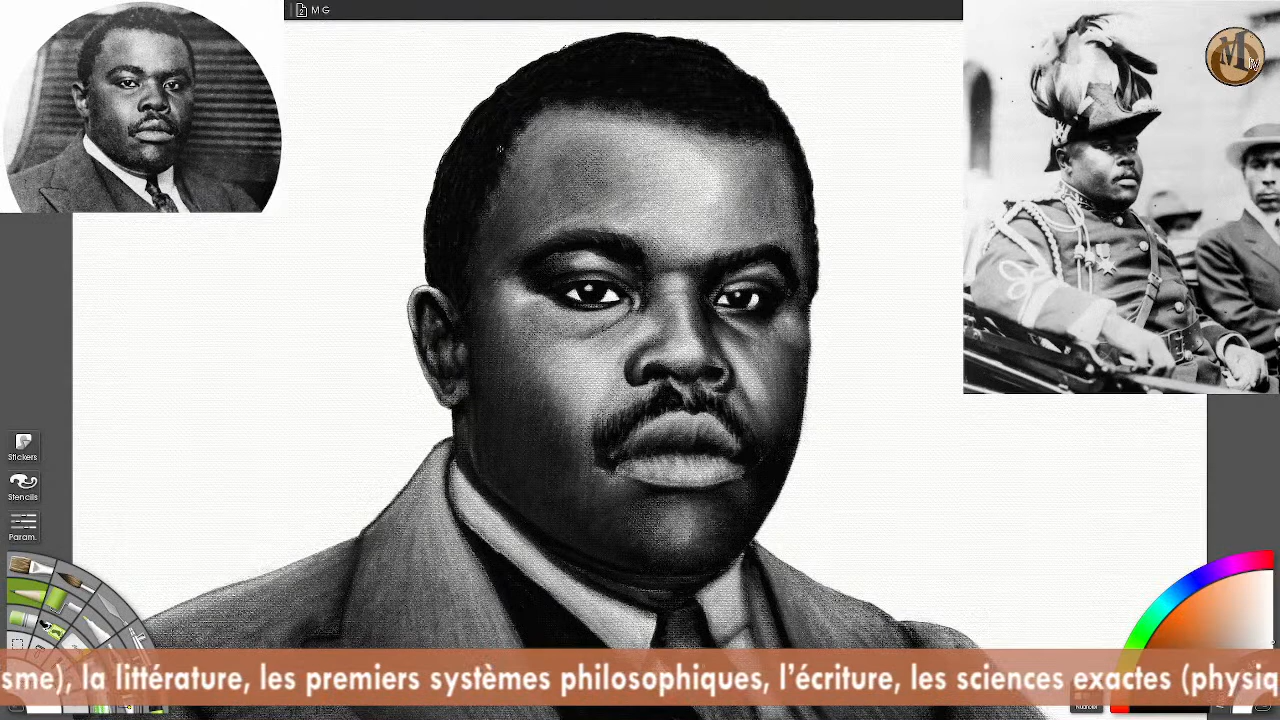 M G
Stickers
Stencils
Param.
sme), la littérature, les premiers systèmes philosophiques, l'écriture, les sciences exactes (physiq